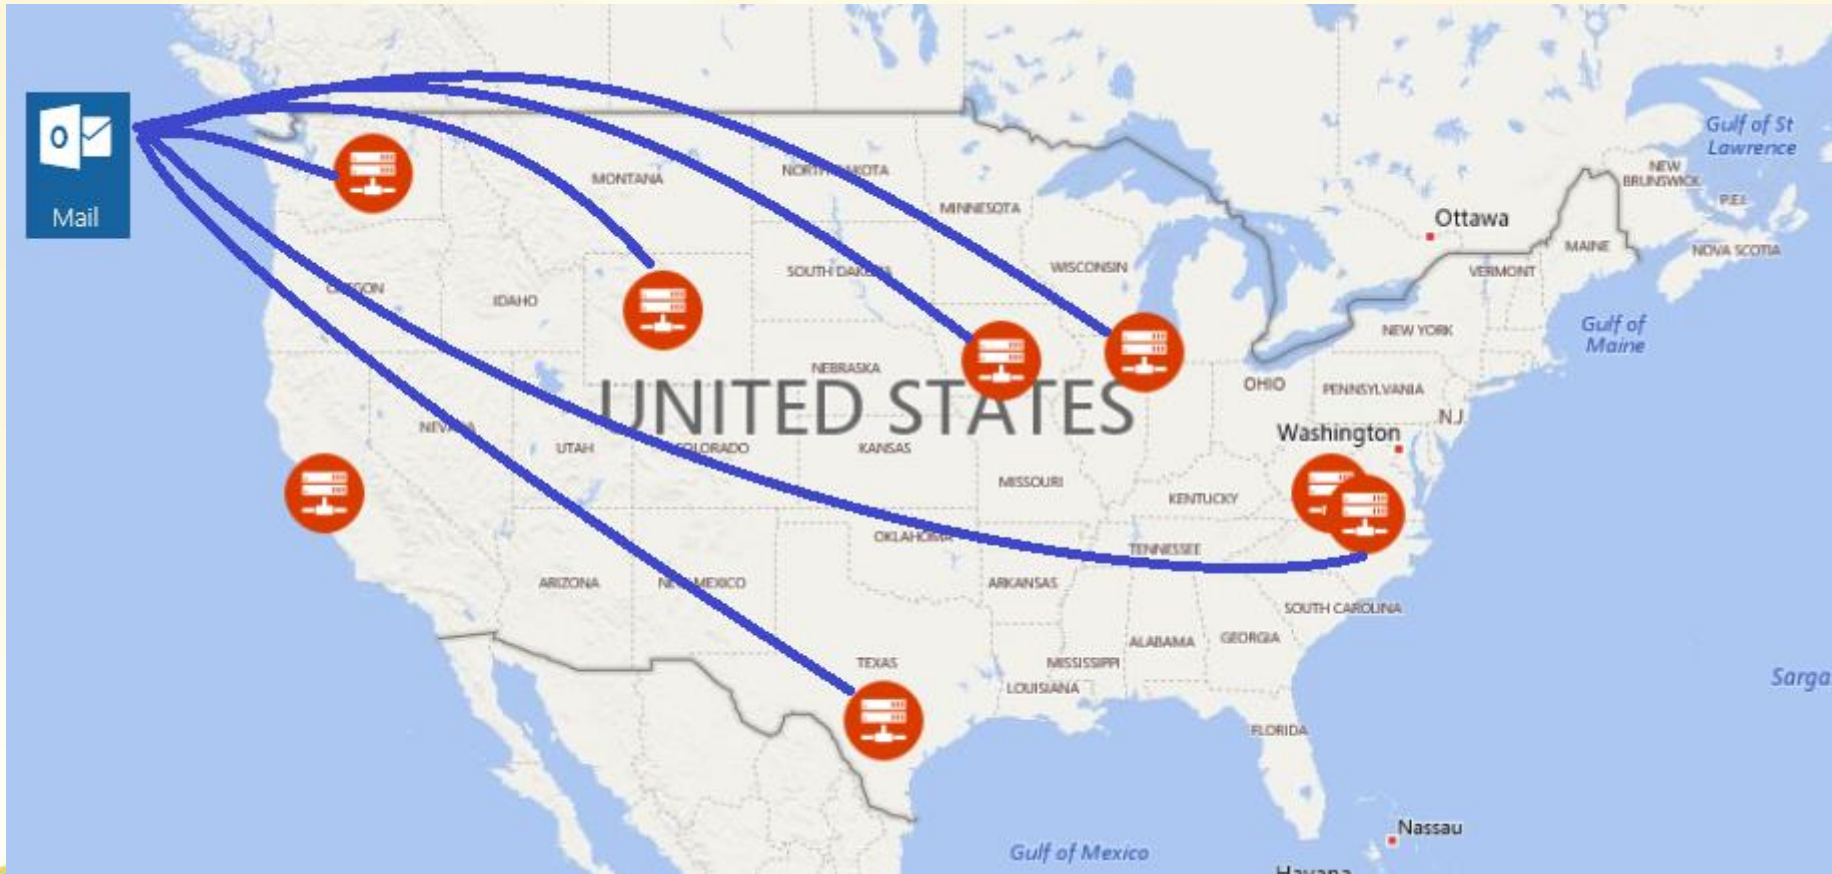 Gulf of St
Lawrence
NEW
BRUNSWICK
P.E.I.
MONTANA
NORTH DAKOTA
MINNESOTA
Ottawa
Mail
MAINE
NOVA SCOTIA
SOUTH DAKOTA
WISCONSIN
VERMONT
OREGON
IDAHO
NEW YORK
Gulf of
Maine
NEBRASKA
OHIO
PENNSYLVANIA
UNITED STATES
N.J.
NEVADA
Washington
UTAH
COLORADO
KANSAS
MISSOURI
KENTUCKY
OKLAHOMA
TENNESSEE
ARIZONA
NEW MEXICO
ARKANSAS
SOUTH CAROLINA
ALABAMA
GEORGIA
TEXAS
MISSISSIPPI
LOUISIANA
Sarga
FLORIDA
Nassau
Gulf of Mexico
Havana